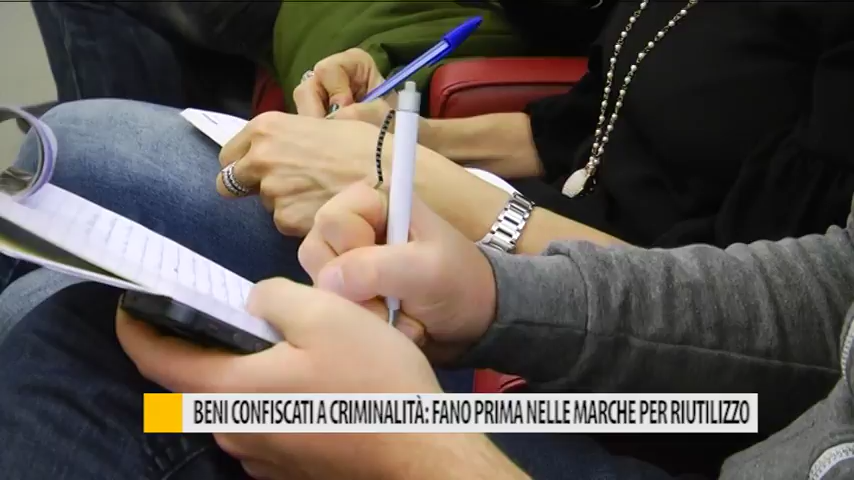 BENI CONFISCATI A CRIMINALITÀ: FANO PRIMA NELLE MARCHE PER RIUTILIZZO